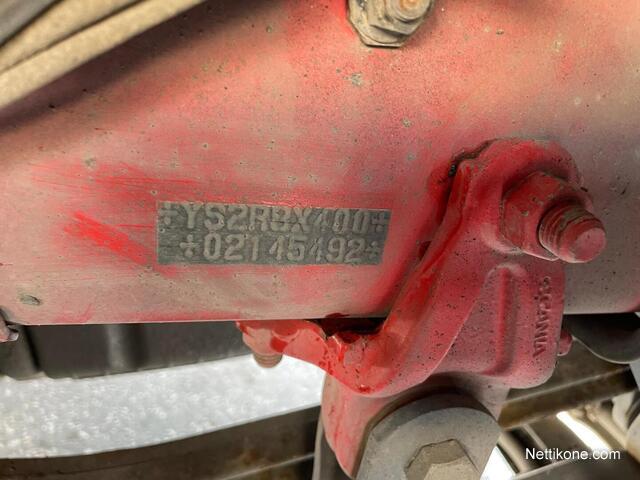 ÷YS2R8X400÷
÷02145492÷
SCANIA
Nettikone.com